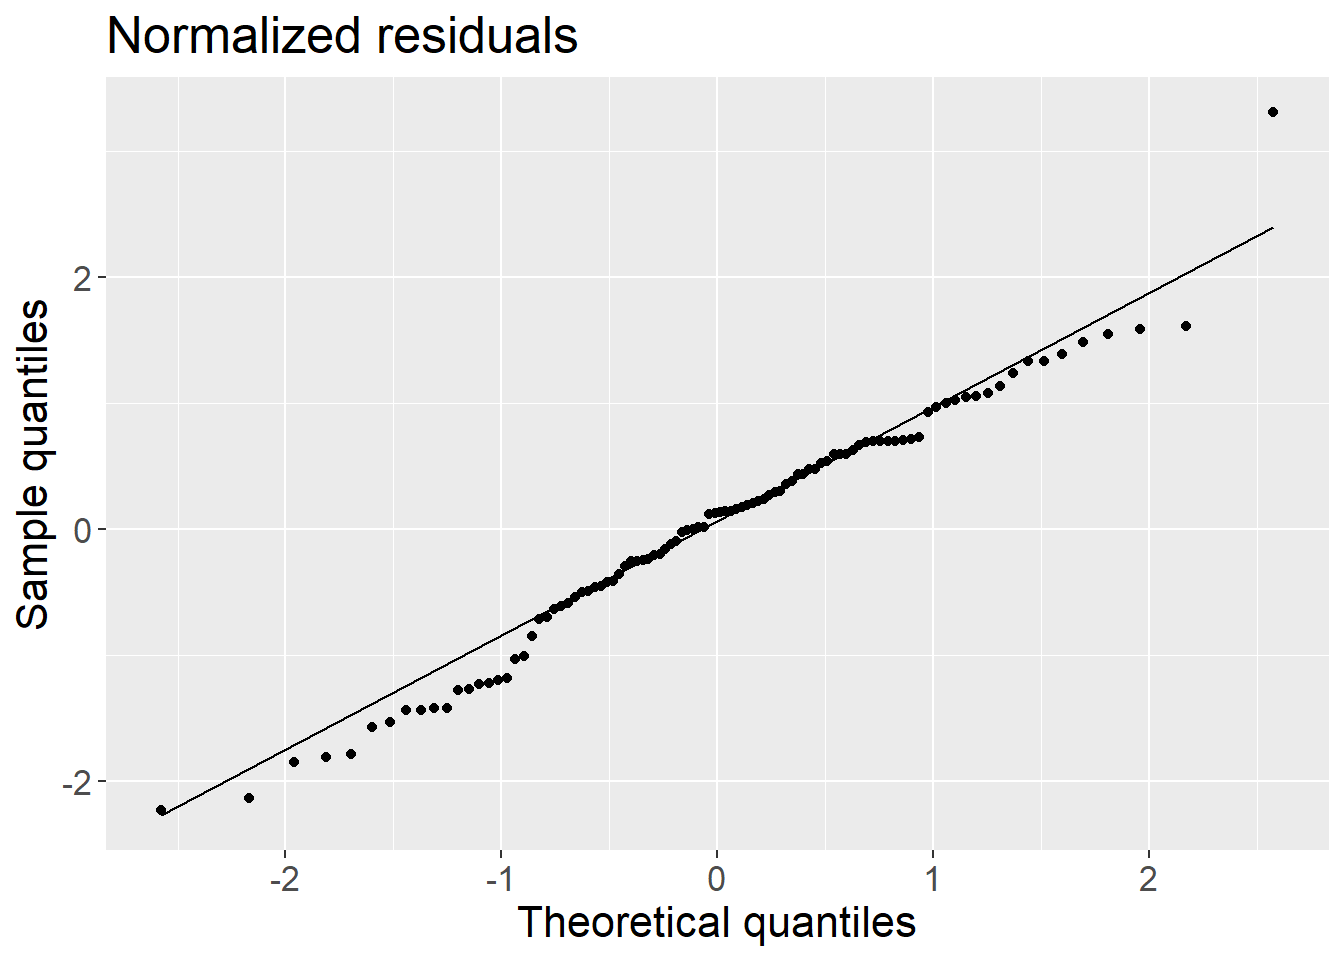 Normalized residuals
Sample quantiles
2
0
-2
-2 -1 0 1 2
Theoretical quantiles